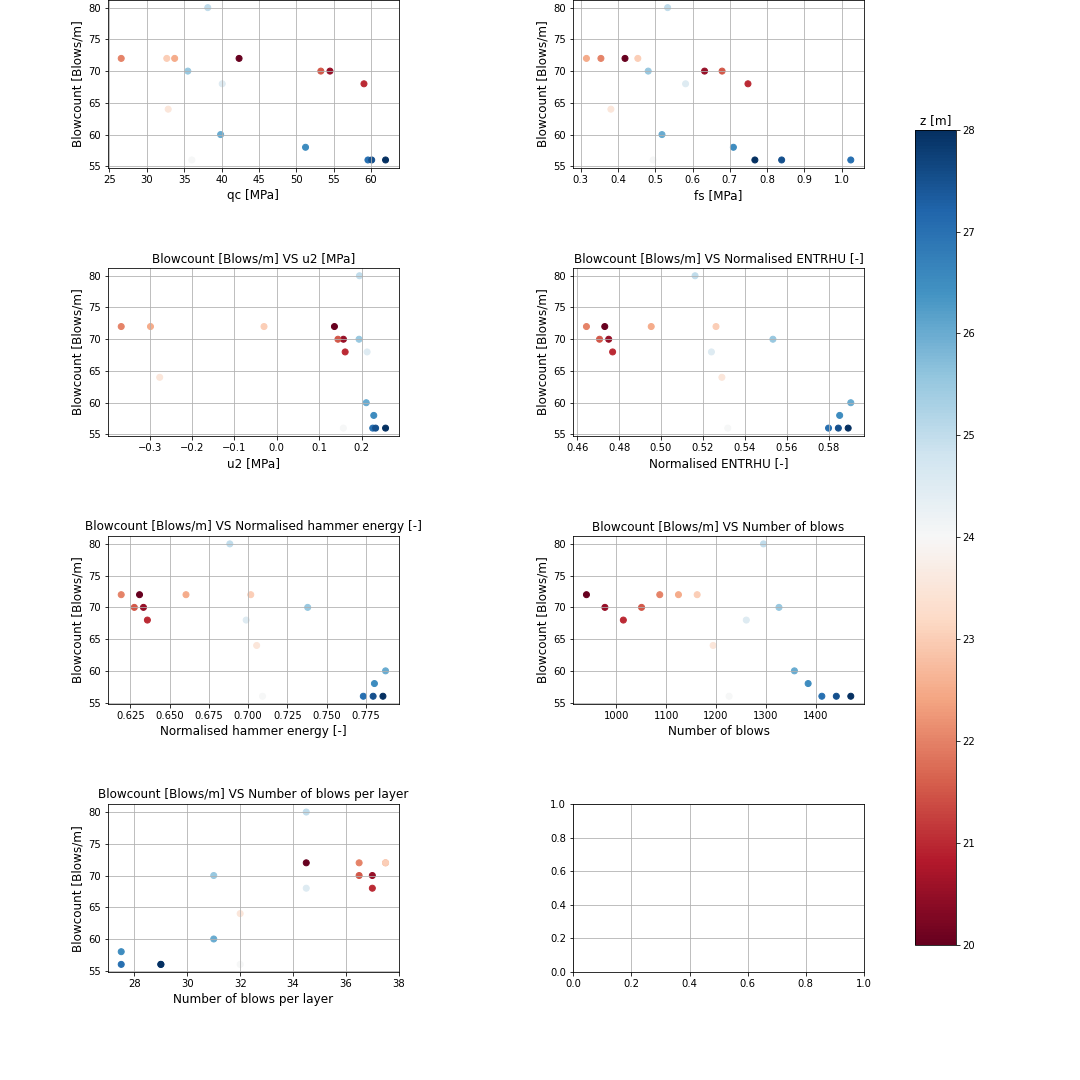 80
75
70
65
60
55
Blowcount [Blows/m]
25 30 35 40 45 50 55 60
qc [MPa]
80
75
70
65
60
55
Blowcount [Blows/m]
0.3 0.4 0.5 0.6 0.7 0.8 0.9 1.0
fs [MPa]
Blowcount [Blows/m] VS u2 [MPa]
80
75
70
65
60
55
Blowcount [Blows/m]
−0.3 −0.2 −0.1 0.0 0.1 0.2
u2 [MPa]
Blowcount [Blows/m] VS Normalised ENTRHU [-]
80
75
70
65
60
55
Blowcount [Blows/m]
0.46 0.48 0.50 0.52 0.54 0.56 0.58
Normalised ENTRHU [-]
Blowcount [Blows/m] VS Normalised hammer energy [-]
80
75
70
65
60
55
Blowcount [Blows/m]
0.625 0.650 0.675 0.700 0.725 0.750 0.775
Normalised hammer energy [-]
Blowcount [Blows/m] VS Number of blows
80
75
70
65
60
55
Blowcount [Blows/m]
1000 1100 1200 1300 1400
Number of blows
Blowcount [Blows/m] VS Number of blows per layer
80
75
70
65
60
55
Blowcount [Blows/m]
28 30 32 34 36 38
Number of blows per layer
1.0
0.8
0.6
0.4
0.2
0.0
0.0 0.2 0.4 0.6 0.8 1.0
z [m]
28
27
26
25
24
23
22
21
20